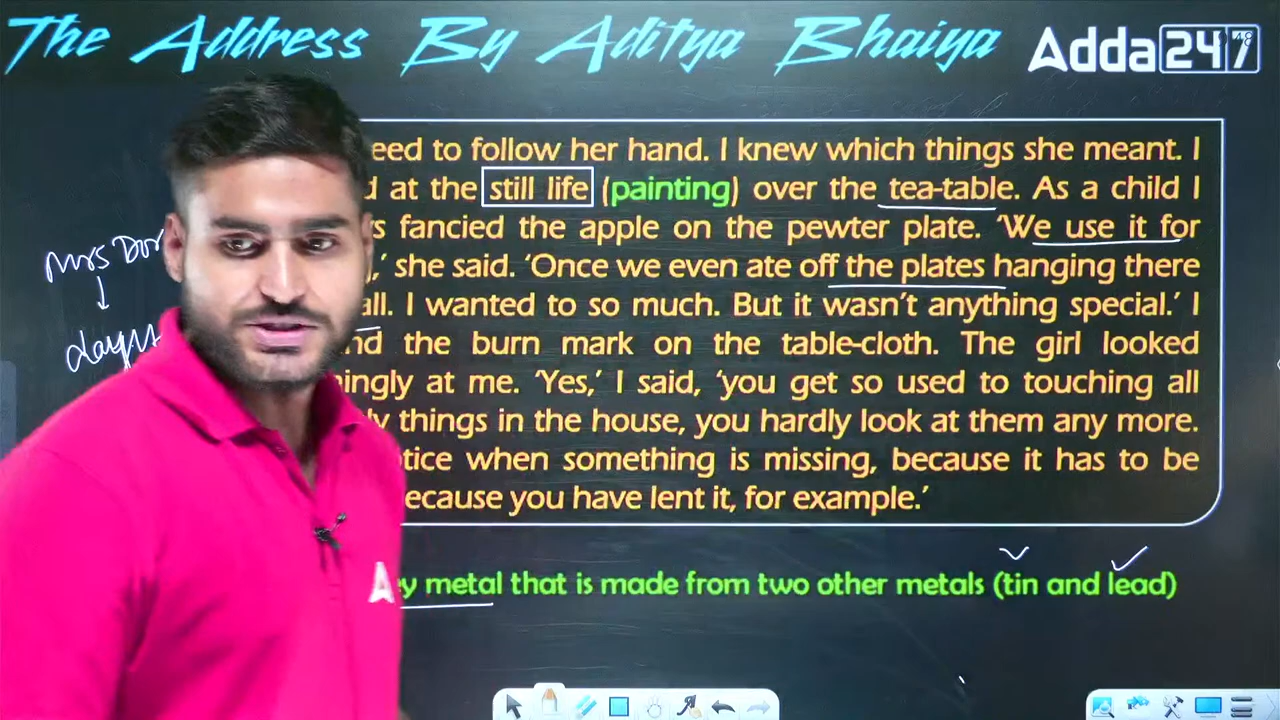 The Address By Aditya Bhaiya
Adda247
eed to follow her hand. I knew which things she meant. I
d at the still life (painting) over the tea-table. As a child I
s fancied the apple on the pewter plate. ‘We use it for
,’ she said. ‘Once we even ate off the plates hanging there
all. I wanted to so much. But it wasn’t anything special.’ I
nd the burn mark on the table-cloth. The girl looked
ingly at me. ‘Yes,’ I said, ‘you get so used to touching all
ly things in the house, you hardly look at them any more.
tice when something is missing, because it has to be
ecause you have lent it, for example.’
Mrs Dor
ey metal that is made from two other metals (tin and lead)
A